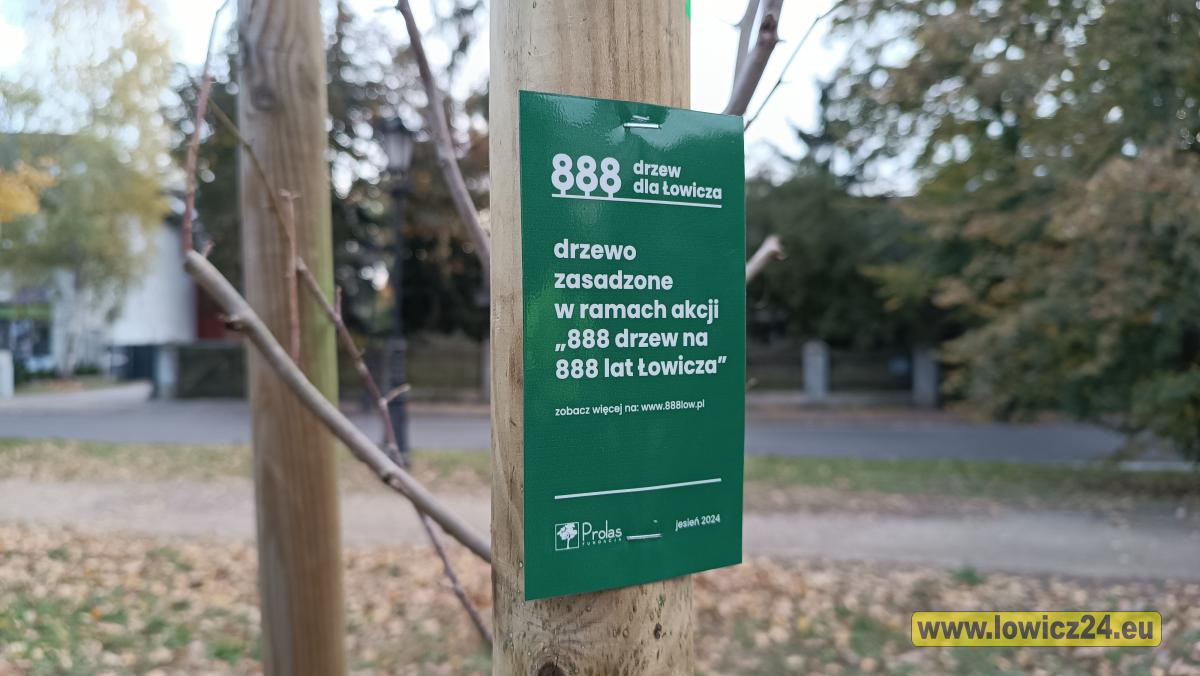 888 drzew
dla Łowicza
drzewo
zasadzone
w ramach akcji
„888 drzew na
888 lat Łowicza”
zobacz więcej na: www.888low.pl
Prolas
FUNDACJA
jesień 2024
www.lowicz24.eu